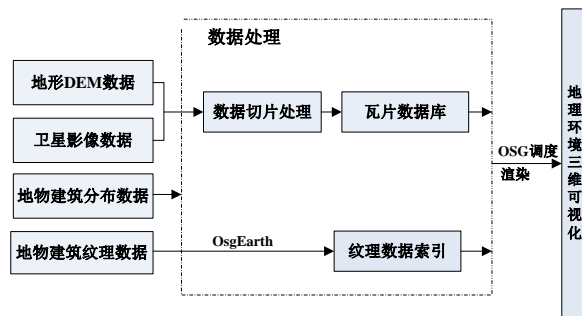 数据处理
地形DEM数据
卫星影像数据
地物建筑分布数据
地物建筑纹理数据
数据切片处理
瓦片数据库
OsgEarth
纹理数据索引
OSG调度
渲染
地理环境三维可视化